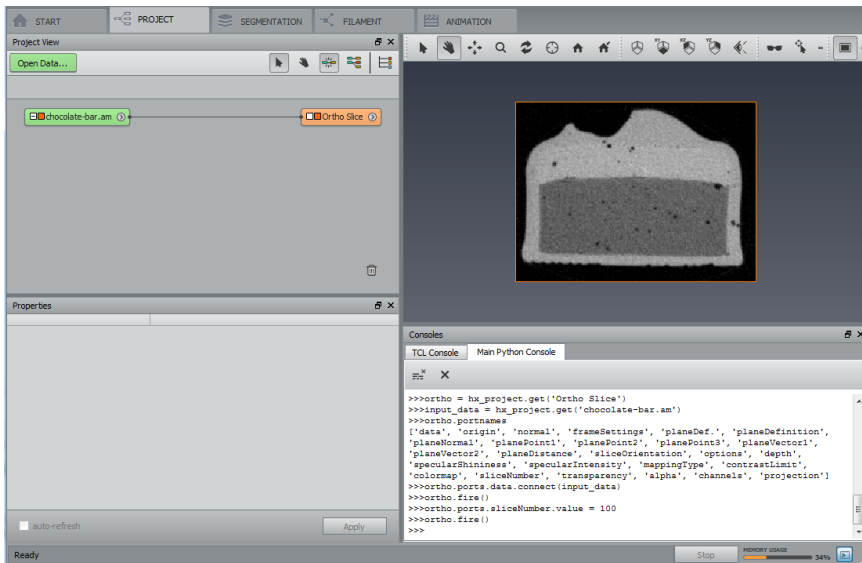 START PROJECT SEGMENTATION FILAMENT ANIMATION
Project View
Open Data...
chocolate-bar.am
Ortho Slice
Properties
auto-refresh
Apply
XY XZ YZ
Consoles
TCL Console Main Python Console
>>>ortho = hx_project.get('Ortho Slice')
>>>input_data = hx_project.get('chocolate-bar.am')
>>>ortho.portnames
['data', 'origin', 'normal', 'frameSettings', 'planeDef.', 'planeDefinition',
'planeNormal', 'planePoint1', 'planePoint2', 'planePoint3', 'planeVector1',
'planeVector2', 'planeDistance', 'sliceOrientation', 'options', 'depth',
'specularShininess', 'specularIntensity', 'mappingType', 'contrastLimit',
'colormap', 'sliceNumber', 'transparency', 'alpha', 'channels', 'projection']
>>>ortho.ports.data.connect(input_data)
>>>ortho.fire()
>>>ortho.ports.sliceNumber.value = 100
>>>ortho.fire()
>>>
Ready
Stop
MEMORY USAGE
34%